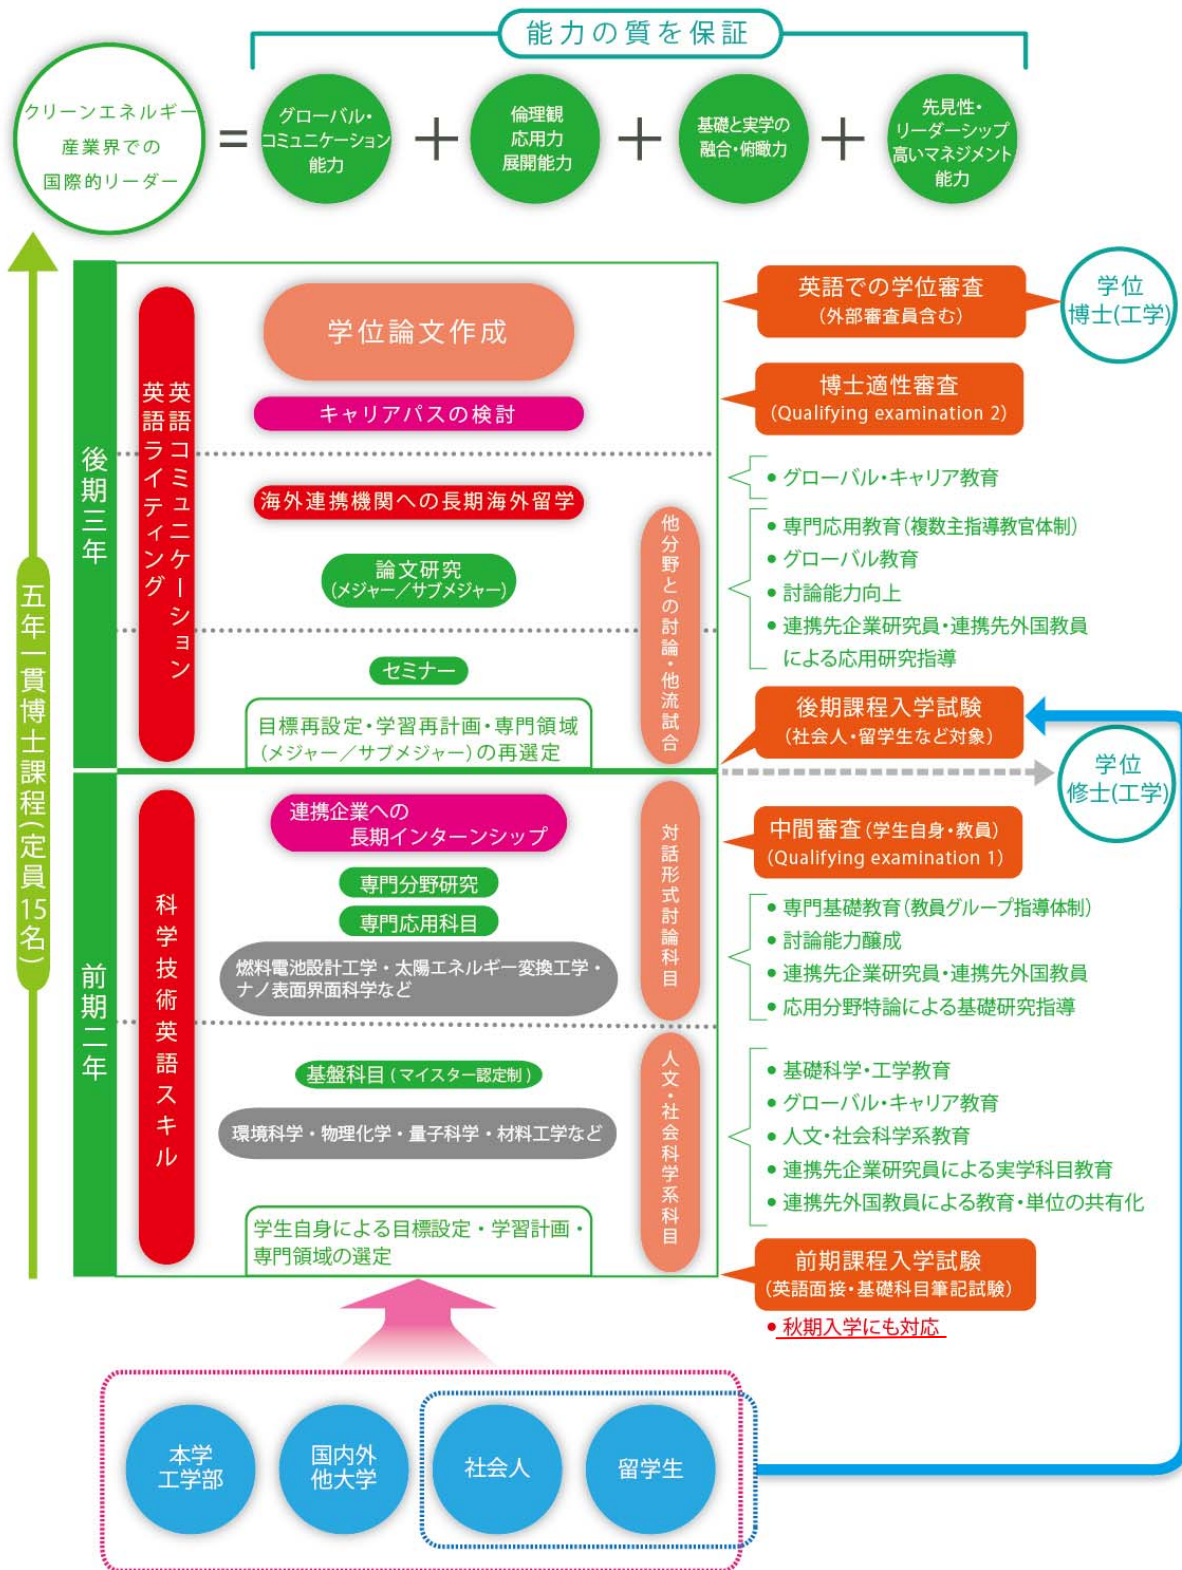 能力の質を保証
クリーンエネルギー
産業界での
国際的リーダー
=
グローバル・
コミュニケーション
能力
+
倫理観
応用力
展開能力
+
基礎と実学の
融合・俯瞰力
+
先見性・
リーダーシップ
高いマネジメント
能力
五年一貫博士課程(定員15名)
後期三年
英語コミュニケーション
英語ライティング
学位論文作成
キャリアパスの検討
海外連携機関への長期海外留学
論文研究
(メジャー／サブメジャー)
セミナー
目標再設定・学習再計画・専門領域
(メジャー／サブメジャー)の再選定
他分野との討論・他流試合
英語での学位審査
(外部審査員含む)
学位
博士(工学)
博士適性審査
(Qualifying examination 2)
• グローバル・キャリア教育
• 専門応用教育(複数主指導教官体制)
• グローバル教育
• 討論能力向上
• 連携先企業研究員・連携先外国教員
による応用研究指導
後期課程入学試験
(社会人・留学生など対象)
学位
修士(工学)
前期二年
科学技術英語スキル
連携企業への
長期インターンシップ
専門分野研究
専門応用科目
燃料電池設計工学・太陽エネルギー変換工学・
ナノ表面界面科学など
対話形式討論科目
基盤科目(マイスター認定制)
環境科学・物理化学・量子科学・材料工学など
学生自身による目標設定・学習計画・
専門領域の選定
人文・社会科学系科目
中間審査(学生自身・教員)
(Qualifying examination 1)
• 専門基礎教育(教員グループ指導体制)
• 討論能力醸成
• 連携先企業研究員・連携先外国教員
• 応用分野特論による基礎研究指導
• 基礎科学・工学教育
• グローバル・キャリア教育
• 人文・社会科学系教育
• 連携先企業研究員による実学科目教育
• 連携先外国教員による教育・単位の共有化
前期課程入学試験
(英語面接・基礎科目筆記試験)
• 秋期入学にも対応
本学
工学部
国内外
他大学
社会人
留学生